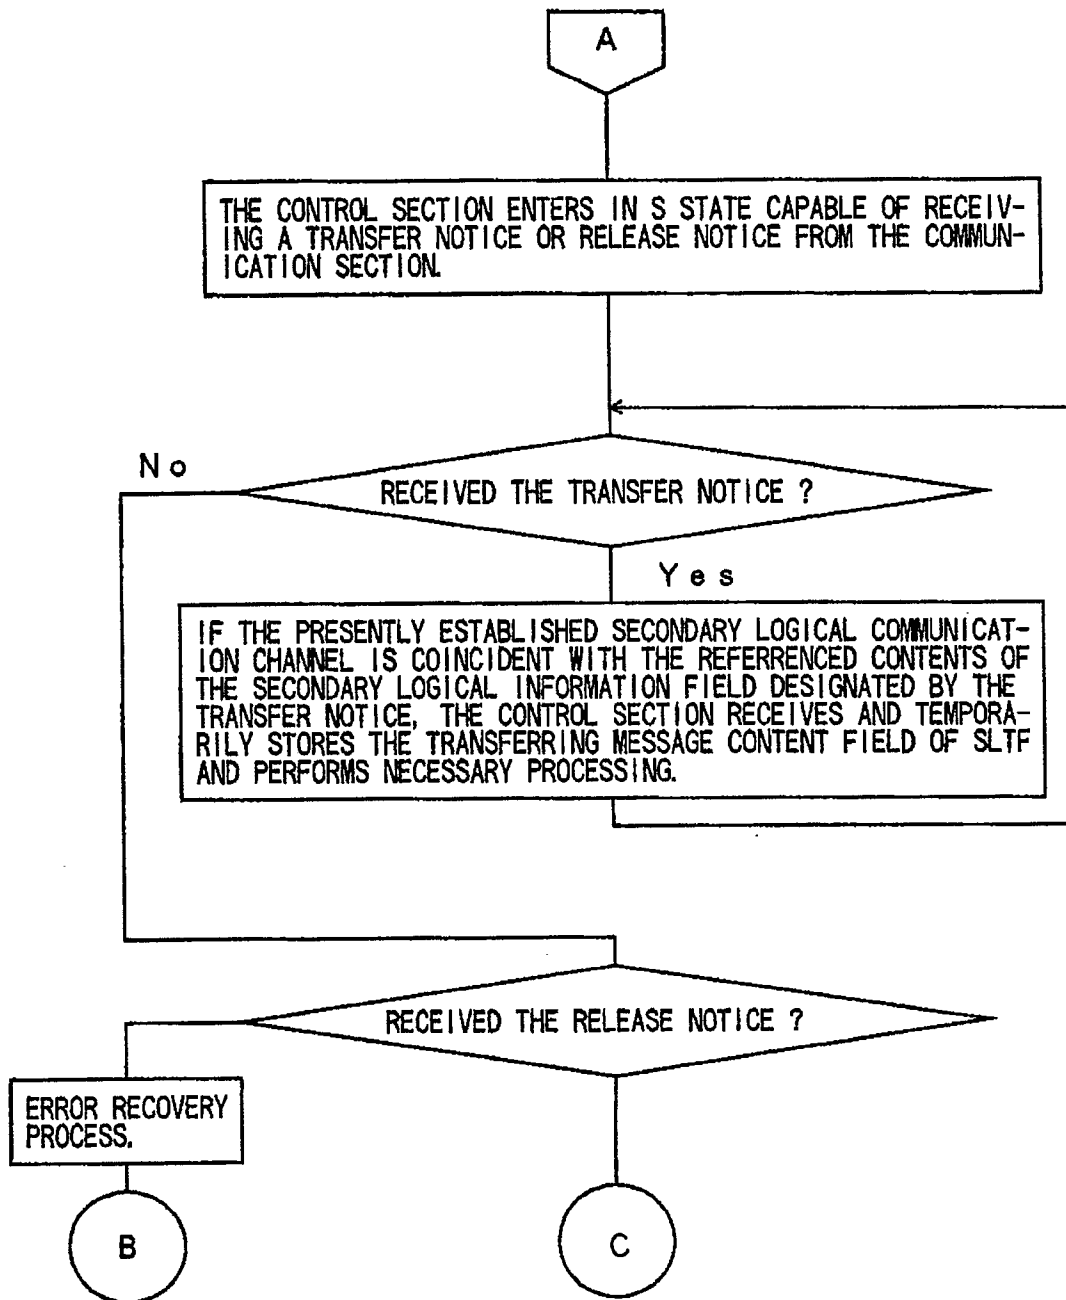 A
THE CONTROL SECTION ENTERS IN S STATE CAPABLE OF RECEIV-
ING A TRANSFER NOTICE OR RELEASE NOTICE FROM THE COMMUN-
ICATION SECTION.
No
RECEIVED THE TRANSFER NOTICE ?
Yes
IF THE PRESENTLY ESTABLISHED SECONDARY LOGICAL COMMUNICAT-
ION CHANNEL IS COINCIDENT WITH THE REFERRENCED CONTENTS OF
THE SECONDARY LOGICAL INFORMATION FIELD DESIGNATED BY THE
TRANSFER NOTICE, THE CONTROL SECTION RECEIVES AND TEMPORA-
RILY STORES THE TRANSFERRING MESSAGE CONTENT FIELD OF SLTF
AND PERFORMS NECESSARY PROCESSING.
RECEIVED THE RELEASE NOTICE ?
ERROR RECOVERY
PROCESS.
B
C